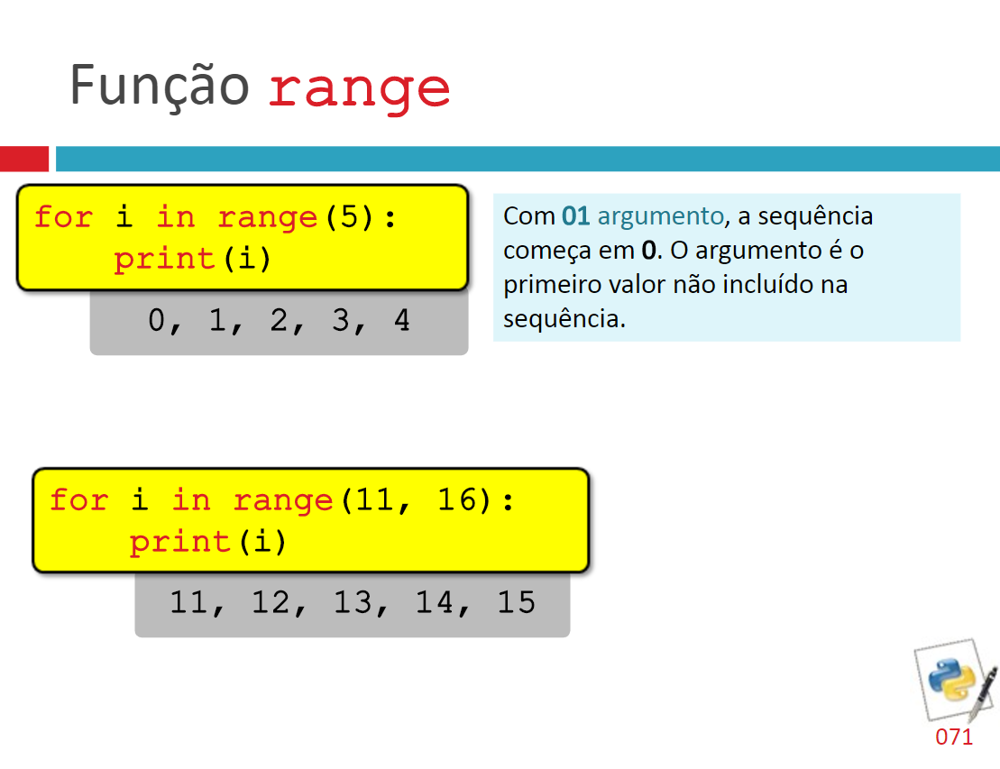 Função range
for i in range(5):
print(i)
0, 1, 2, 3, 4
Com 01 argumento, a sequência
começa em 0. O argumento é o
primeiro valor não incluído na
sequência.
for i in range(11, 16):
print(i)
11, 12, 13, 14, 15
071